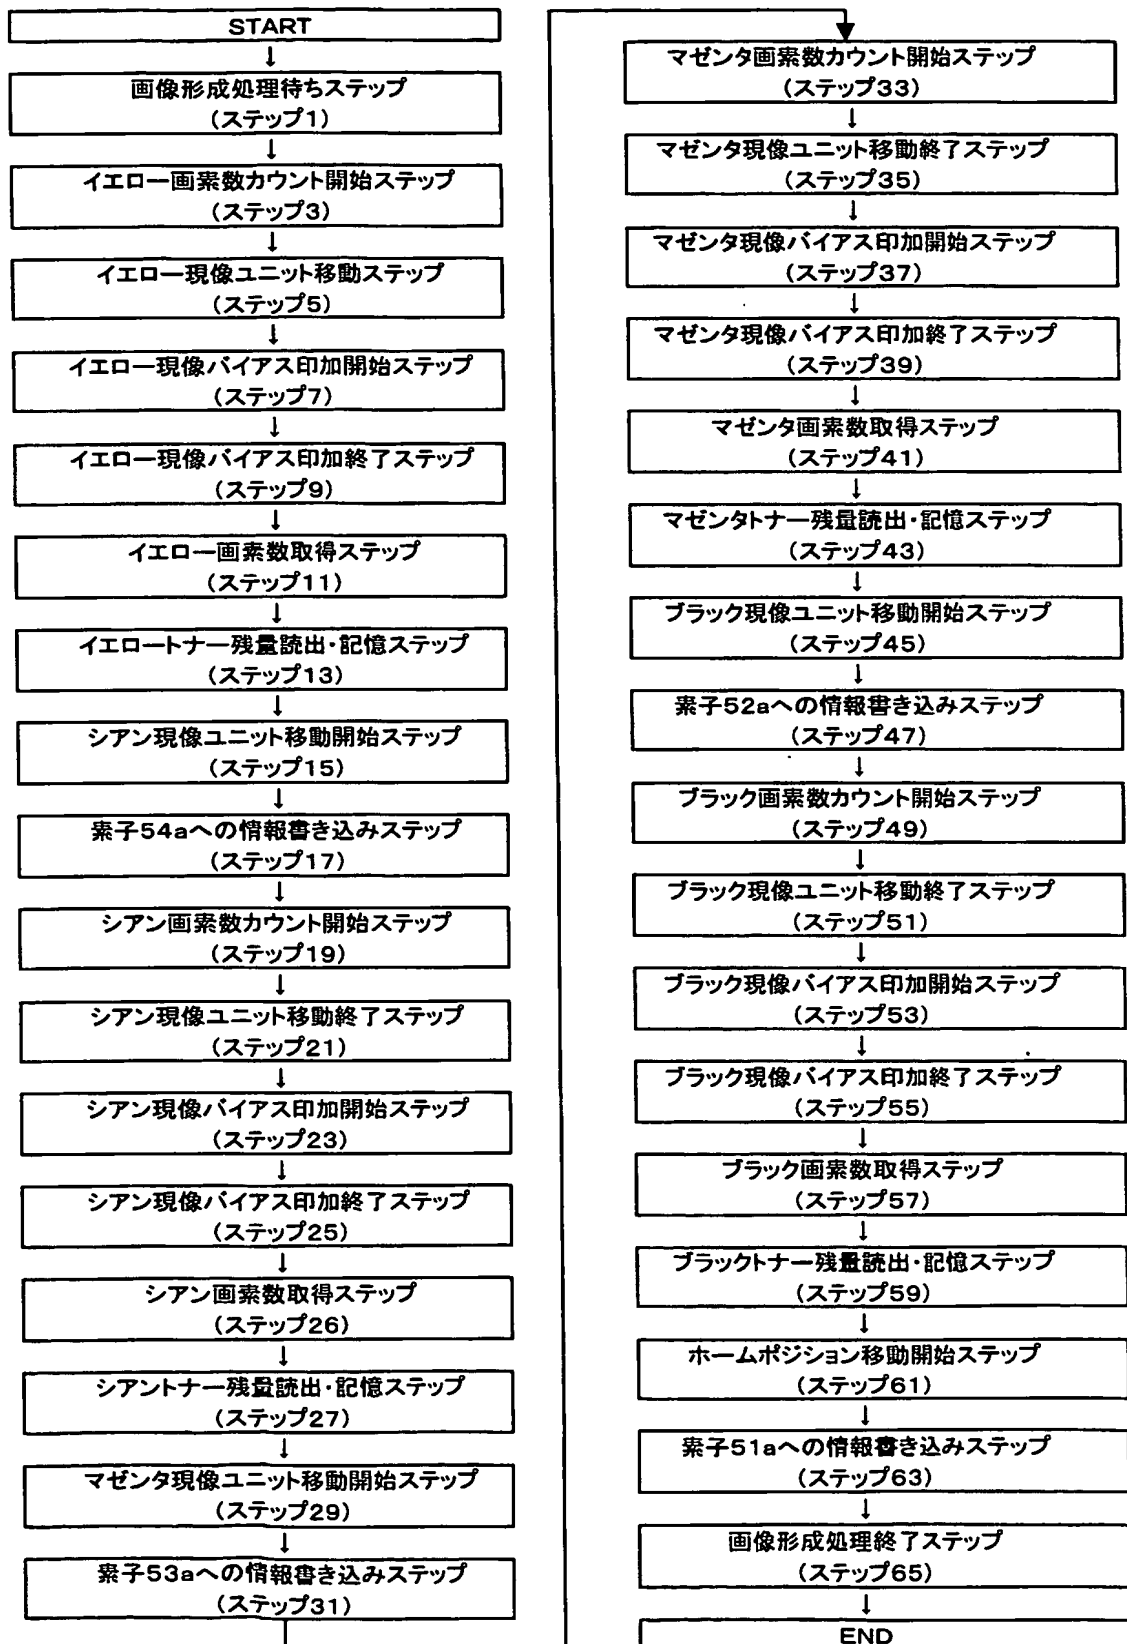 START
画像形成処理待ちステップ
(ステップ1)
イエロー画素数カウント開始ステップ
(ステップ3)
イエロー現像ユニット移動ステップ
(ステップ5)
イエロー現像バイアス印加開始ステップ
(ステップ7)
イエロー現像バイアス印加終了ステップ
(ステップ9)
イエロー画素数取得ステップ
(ステップ11)
イエロートナー残量読出・記憶ステップ
(ステップ13)
シアン現像ユニット移動開始ステップ
(ステップ15)
素子54aへの情報書き込みステップ
(ステップ17)
シアン画素数カウント開始ステップ
(ステップ19)
シアン現像ユニット移動終了ステップ
(ステップ21)
シアン現像バイアス印加開始ステップ
(ステップ23)
シアン現像バイアス印加終了ステップ
(ステップ25)
シアン画素数取得ステップ
(ステップ26)
シアントナー残量読出・記憶ステップ
(ステップ27)
マゼンタ現像ユニット移動開始ステップ
(ステップ29)
素子53aへの情報書き込みステップ
(ステップ31)
マゼンタ画素数カウント開始ステップ
(ステップ33)
マゼンタ現像ユニット移動終了ステップ
(ステップ35)
マゼンタ現像バイアス印加開始ステップ
(ステップ37)
マゼンタ現像バイアス印加終了ステップ
(ステップ39)
マゼンタ画素数取得ステップ
(ステップ41)
マゼンタトナー残量読出・記憶ステップ
(ステップ43)
ブラック現像ユニット移動開始ステップ
(ステップ45)
素子52aへの情報書き込みステップ
(ステップ47)
ブラック画素数カウント開始ステップ
(ステップ49)
ブラック現像ユニット移動終了ステップ
(ステップ51)
ブラック現像バイアス印加開始ステップ
(ステップ53)
ブラック現像バイアス印加終了ステップ
(ステップ55)
ブラック画素数取得ステップ
(ステップ57)
ブラックトナー残量読出・記憶ステップ
(ステップ59)
ホームポジション移動開始ステップ
(ステップ61)
素子51aへの情報書き込みステップ
(ステップ63)
画像形成処理終了ステップ
(ステップ65)
END